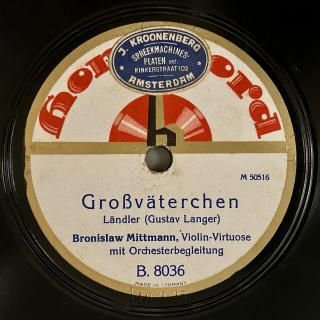 J. KROONENBERG
SPREEKMACHINES-
PLATEN enz.
KINKERSTRAAT 102
AMSTERDAM
Homocord
M 50516
Großväterchen
Ländler (Gustav Langer)
Bronislaw Mittmann, Violin-Virtuose
mit Orchesterbegleitung
B. 8036
MADE IN GERMANY